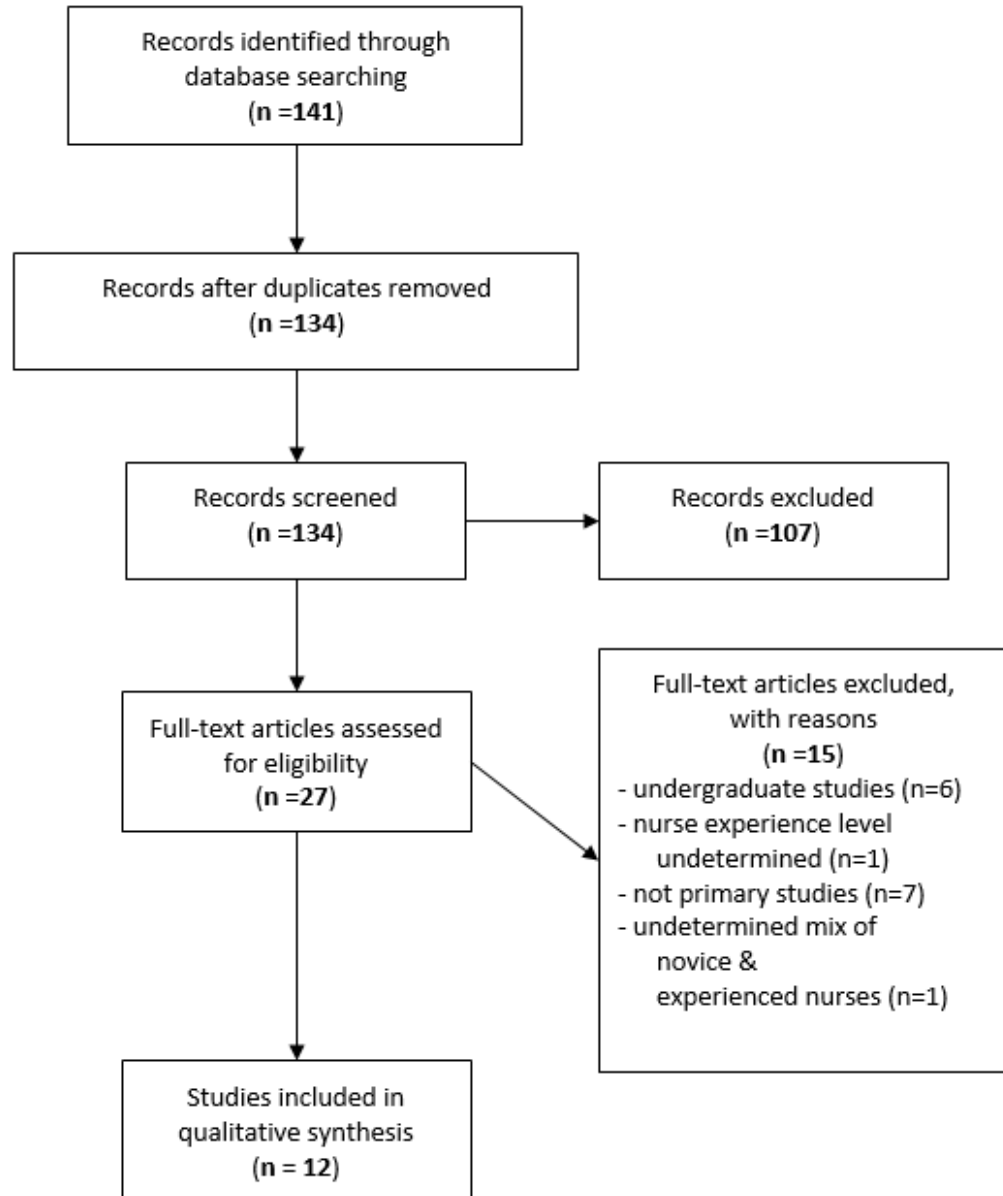 Records identified through
database searching
(n =141)
Records after duplicates removed
(n =134)
Records screened
(n =134)
Records excluded
(n =107)
Full-text articles assessed
for eligibility
(n =27)
Full-text articles excluded,
with reasons
(n =15)
- undergraduate studies (n=6)
- nurse experience level
undetermined (n=1)
- not primary studies (n=7)
- undetermined mix of
novice &
experienced nurses (n=1)
Studies included in
qualitative synthesis
(n = 12)